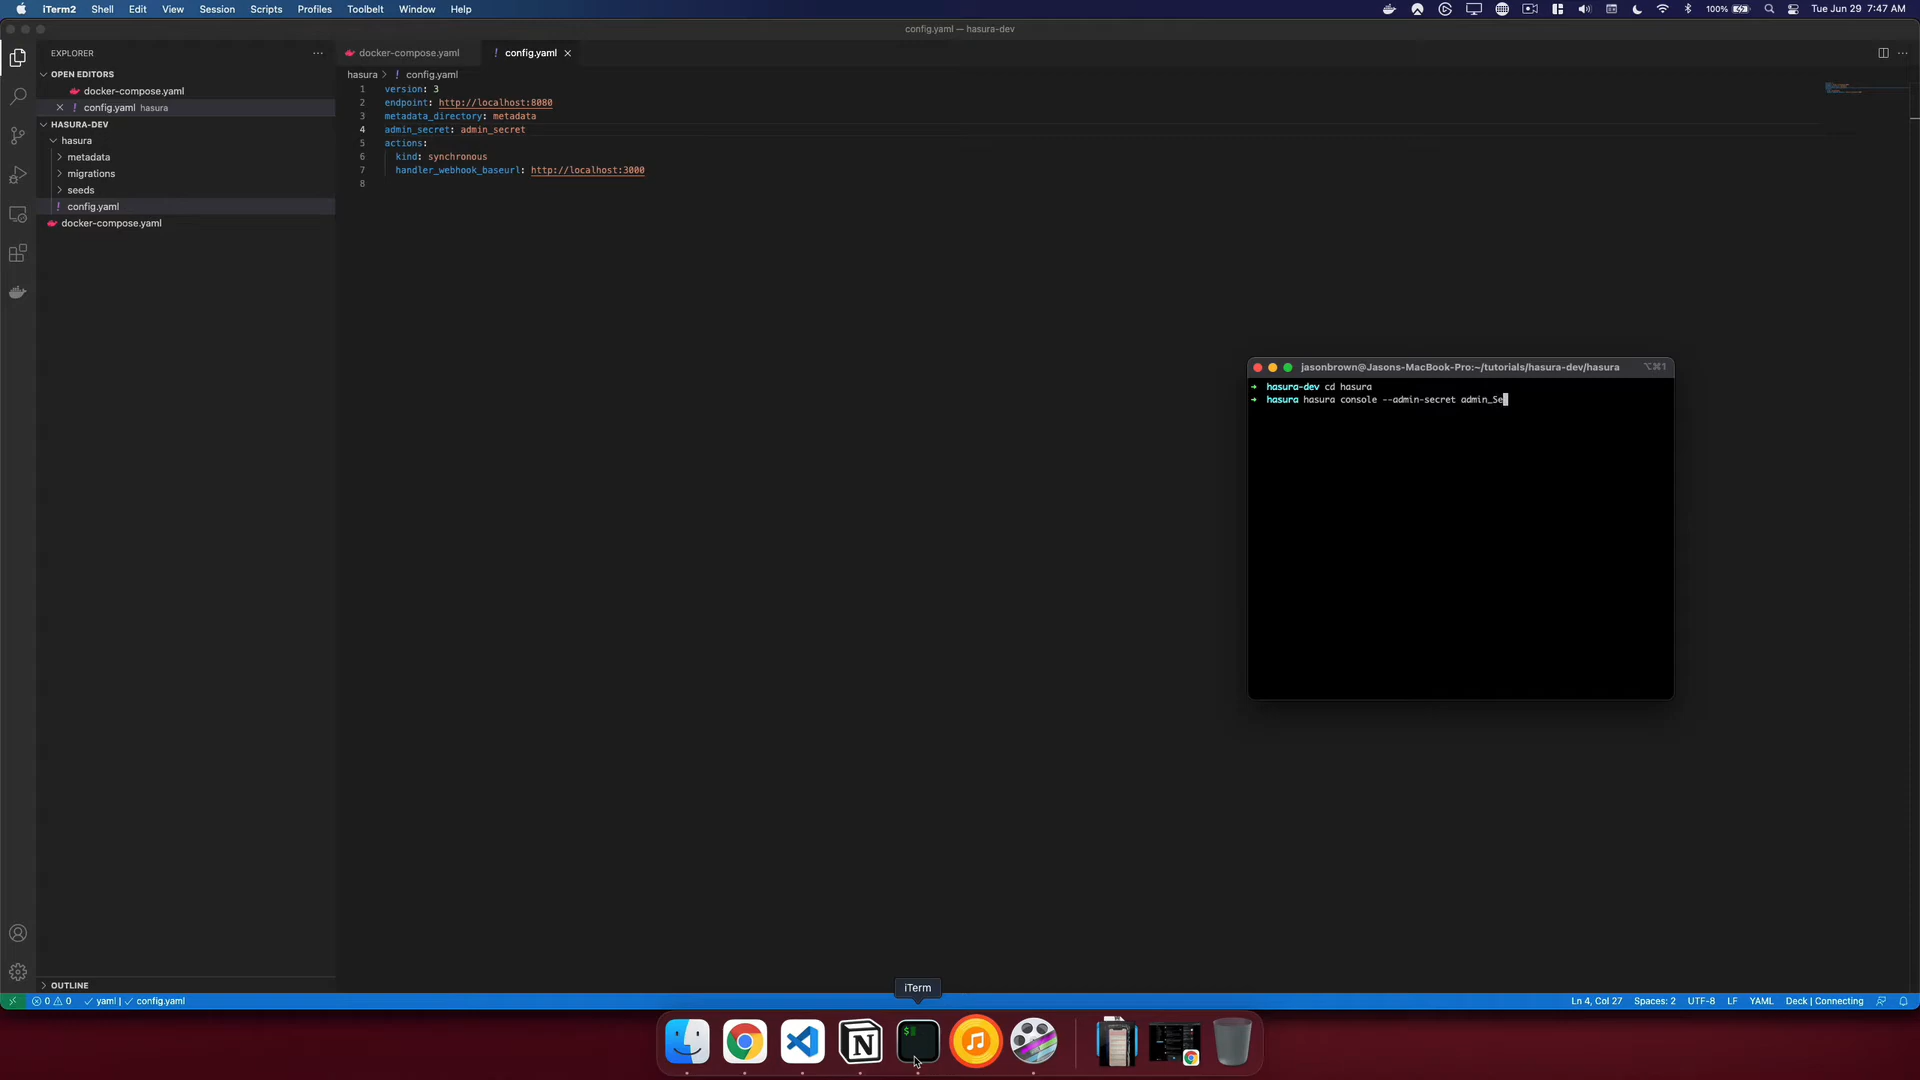 iTerm2 Shell Edit View Session Scripts Profiles Toolbelt Window Help
100% Tue Jun 29 7:47 AM
config.yaml — hasura-dev
EXPLORER
OPEN EDITORS
docker-compose.yaml
config.yaml hasura
HASURA-DEV
hasura
metadata
migrations
seeds
! config.yaml
docker-compose.yaml
OUTLINE
docker-compose.yaml ! config.yaml
hasura > ! config.yaml
1 version: 3
2 endpoint: http://localhost:8080
3 metadata_directory: metadata
4 admin_secret: admin_secret
5 actions:
6 kind: synchronous
7 handler_webhook_baseurl: http://localhost:3000
8
jasonbrown@Jasons-MacBook-Pro:~/tutorials/hasura-dev/hasura ⌥⌘1
➜ hasura-dev cd hasura
➜ hasura hasura console --admin-secret admin_Se
iTerm
0 0 yaml | config.yaml
Ln 4, Col 27 Spaces: 2 UTF-8 LF YAML Deck | Connecting